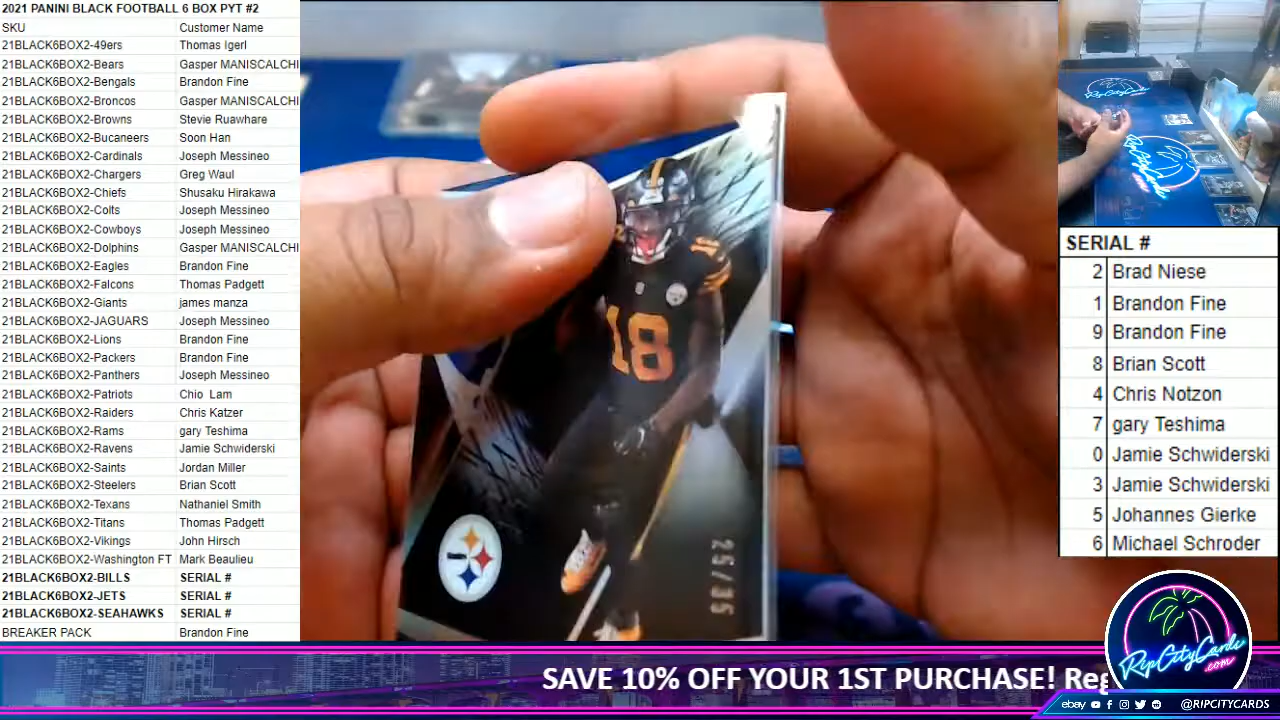 2021 PANINI BLACK FOOTBALL 6 BOX PYT #2
SKU Customer Name
21BLACK6BOX2-49ers Thomas Igerl
21BLACK6BOX2-Bears Gasper MANISCALCHI
21BLACK6BOX2-Bengals Brandon Fine
21BLACK6BOX2-Broncos Gasper MANISCALCHI
21BLACK6BOX2-Browns Stevie Ruawhare
21BLACK6BOX2-Bucaneers Soon Han
21BLACK6BOX2-Cardinals Joseph Messineo
21BLACK6BOX2-Chargers Greg Waul
21BLACK6BOX2-Chiefs Shusaku Hirakawa
21BLACK6BOX2-Colts Joseph Messineo
21BLACK6BOX2-Cowboys Joseph Messineo
21BLACK6BOX2-Dolphins Gasper MANISCALCHI
21BLACK6BOX2-Eagles Brandon Fine
21BLACK6BOX2-Falcons Thomas Padgett
21BLACK6BOX2-Giants james manza
21BLACK6BOX2-JAGUARS Joseph Messineo
21BLACK6BOX2-Lions Brandon Fine
21BLACK6BOX2-Packers Brandon Fine
21BLACK6BOX2-Panthers Joseph Messineo
21BLACK6BOX2-Patriots Chio Lam
21BLACK6BOX2-Raiders Chris Katzer
21BLACK6BOX2-Rams gary Teshima
21BLACK6BOX2-Ravens Jamie Schwiderski
21BLACK6BOX2-Saints Jordan Miller
21BLACK6BOX2-Steelers Brian Scott
21BLACK6BOX2-Texans Nathaniel Smith
21BLACK6BOX2-Titans Thomas Padgett
21BLACK6BOX2-Vikings John Hirsch
21BLACK6BOX2-Washington FT Mark Beaulieu
21BLACK6BOX2-BILLS SERIAL #
21BLACK6BOX2-JETS SERIAL #
21BLACK6BOX2-SEAHAWKS SERIAL #
BREAKER PACK Brandon Fine
18
18
25/35
SERIAL #
2 Brad Niese
1 Brandon Fine
9 Brandon Fine
8 Brian Scott
4 Chris Notzon
7 gary Teshima
0 Jamie Schwiderski
3 Jamie Schwiderski
5 Johannes Gierke
6 Michael Schroder
SAVE 10% OFF YOUR 1ST PURCHASE! Reg
RipCityCards
.com
ebay @RIPCITYCARDS